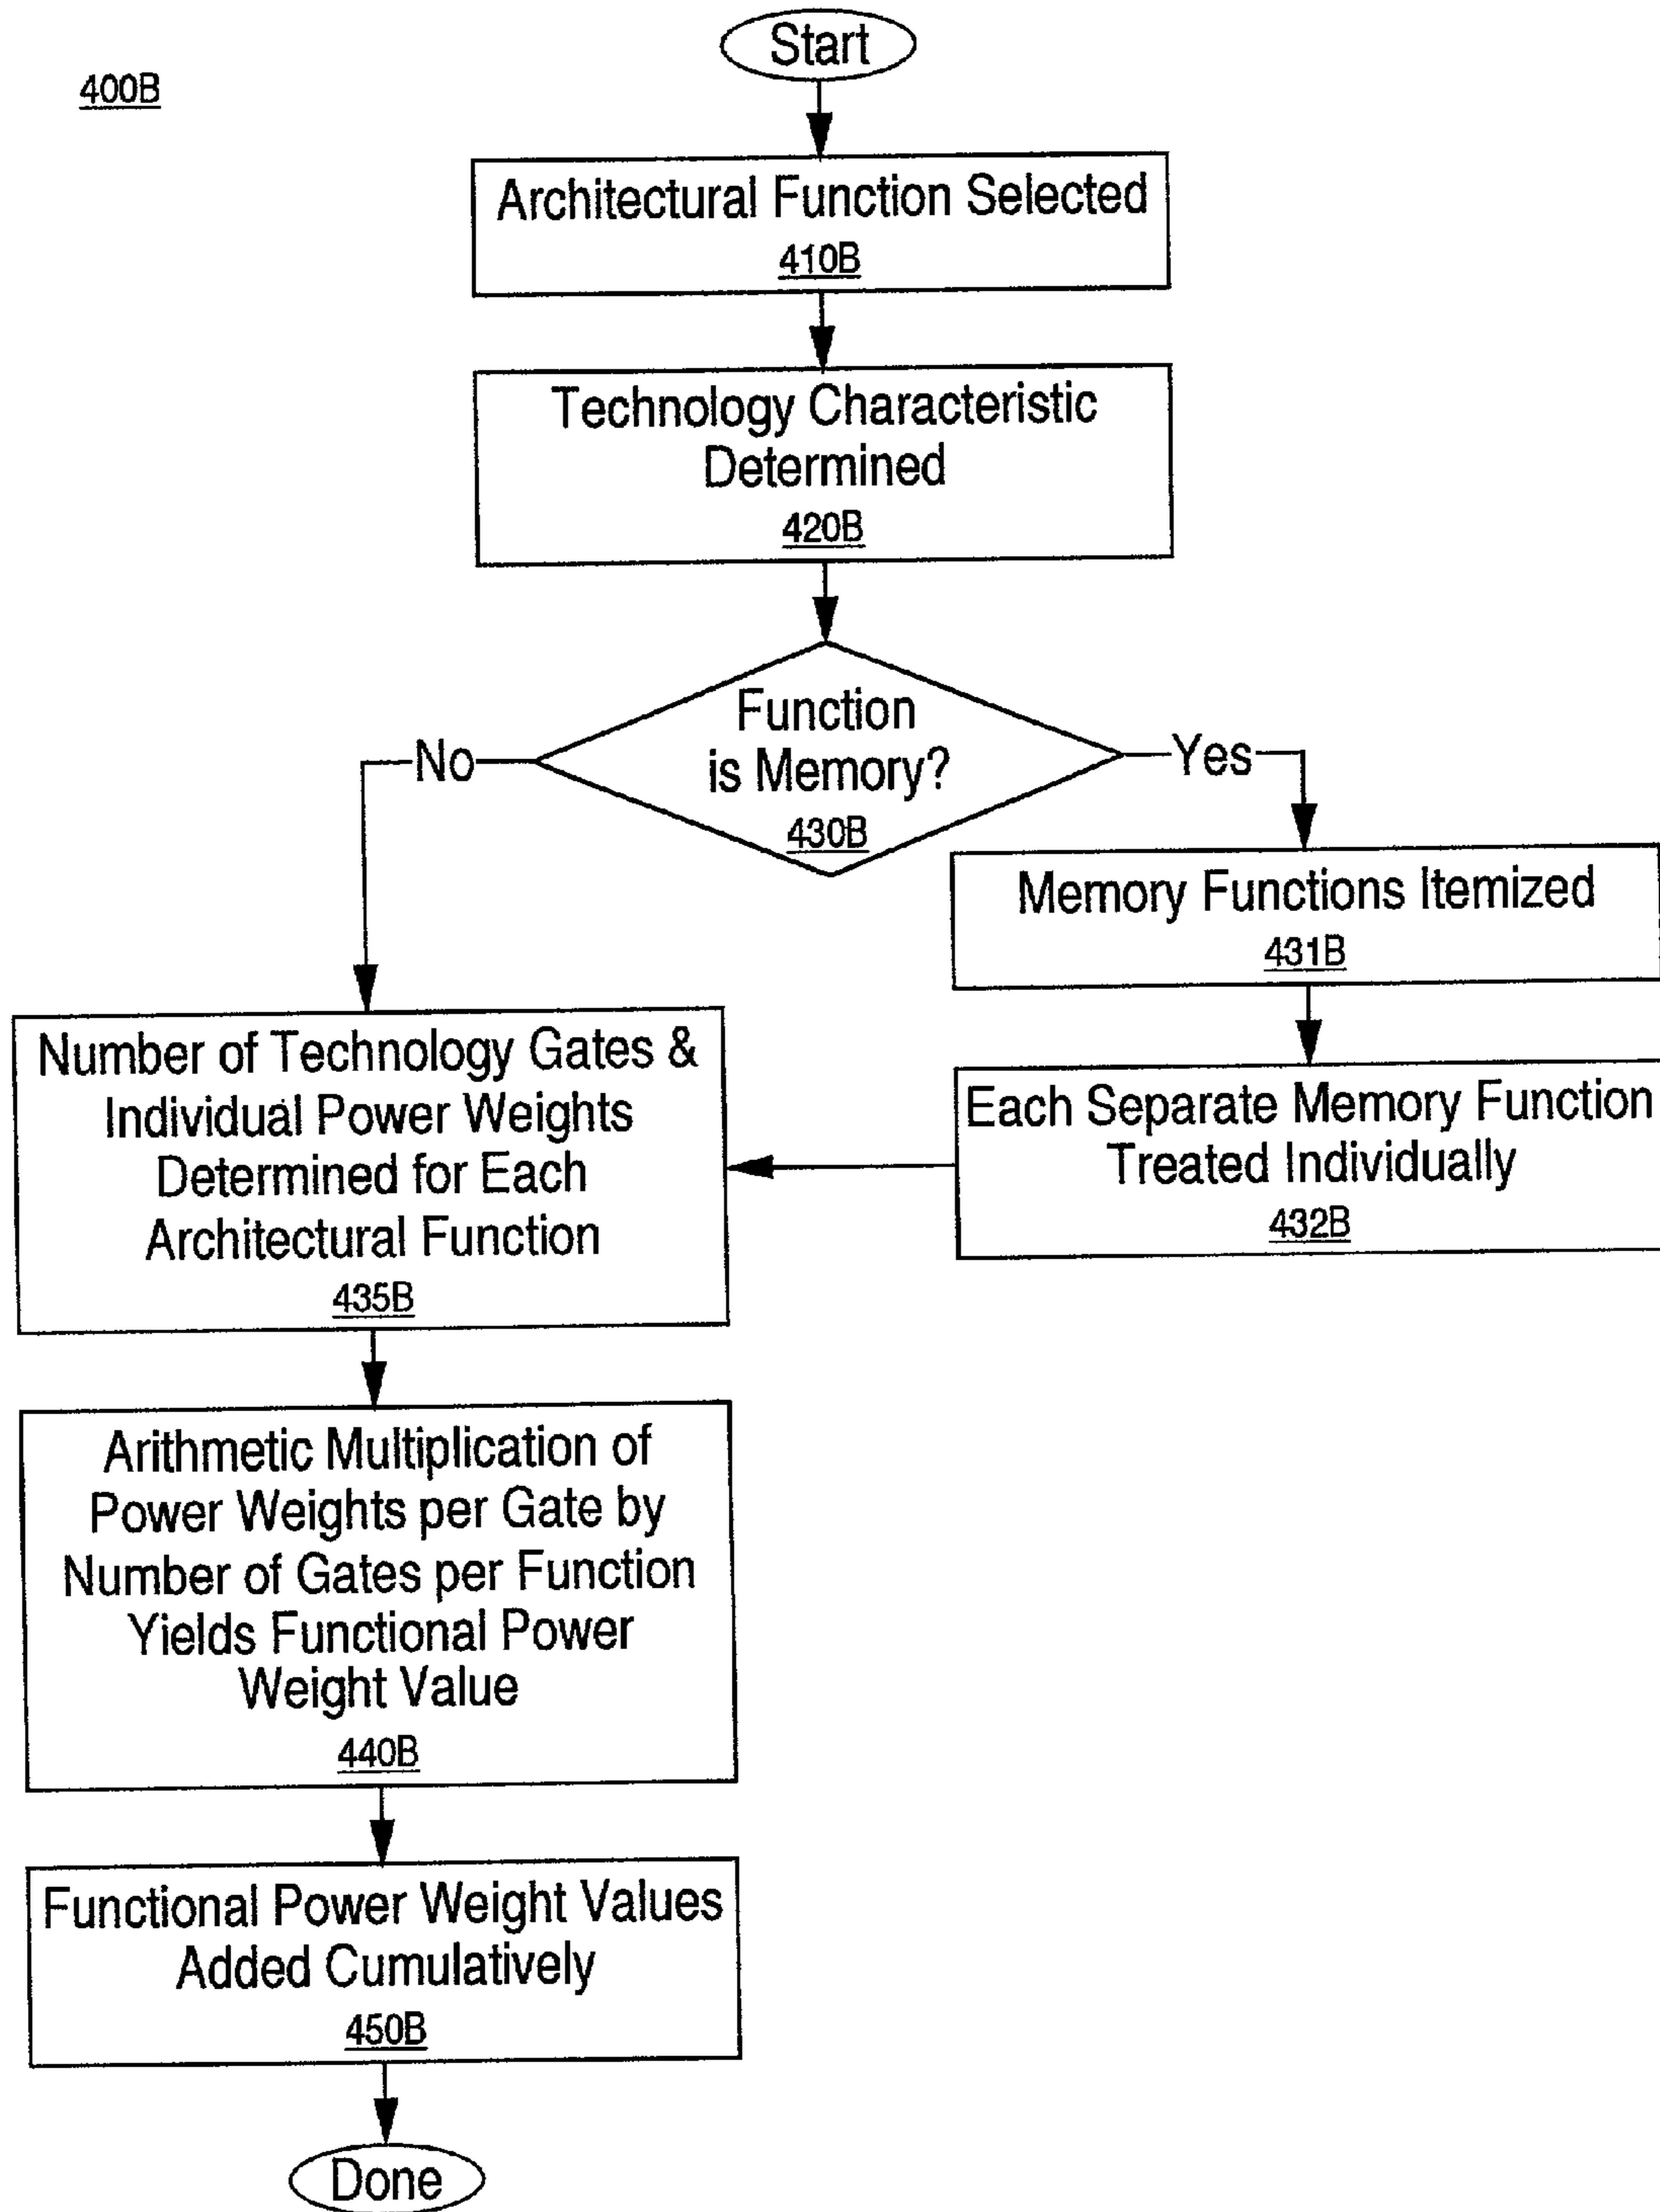 Start
400B
Architectural Function Selected
410B
Technology Characteristic
Determined
420B
Function
is Memory?
430B
No
Yes
Memory Functions Itemized
431B
Each Separate Memory Function
Treated Individually
432B
Number of Technology Gates &
Individual Power Weights
Determined for Each
Architectural Function
435B
Arithmetic Multiplication of
Power Weights per Gate by
Number of Gates per Function
Yields Functional Power
Weight Value
440B
Functional Power Weight Values
Added Cumulatively
450B
Done